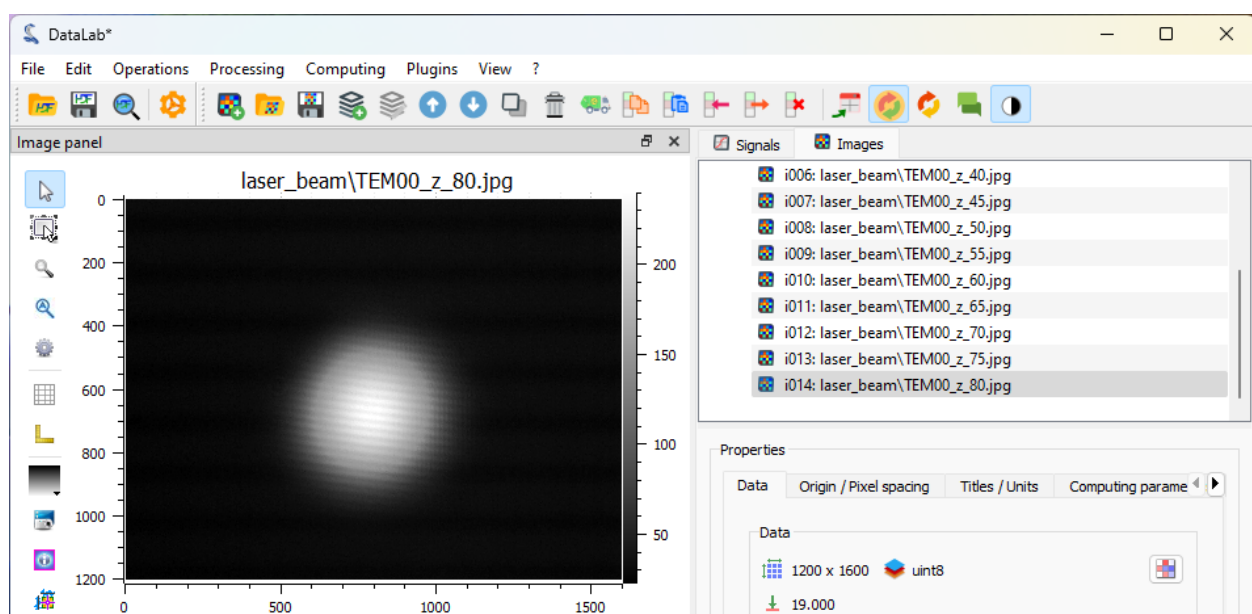 DataLab*
File Edit Operations Processing Computing Plugins View ?
Image panel
laser_beam\TEM00_z_80.jpg
0
200
400
600
800
1000
1200
0 500 1000 1500
200
150
100
50
Signals Images
i006: laser_beam\TEM00_z_40.jpg
i007: laser_beam\TEM00_z_45.jpg
i008: laser_beam\TEM00_z_50.jpg
i009: laser_beam\TEM00_z_55.jpg
i010: laser_beam\TEM00_z_60.jpg
i011: laser_beam\TEM00_z_65.jpg
i012: laser_beam\TEM00_z_70.jpg
i013: laser_beam\TEM00_z_75.jpg
i014: laser_beam\TEM00_z_80.jpg
Properties
Data Origin / Pixel spacing Titles / Units Computing parame
Data
1200 x 1600 uint8
19.000